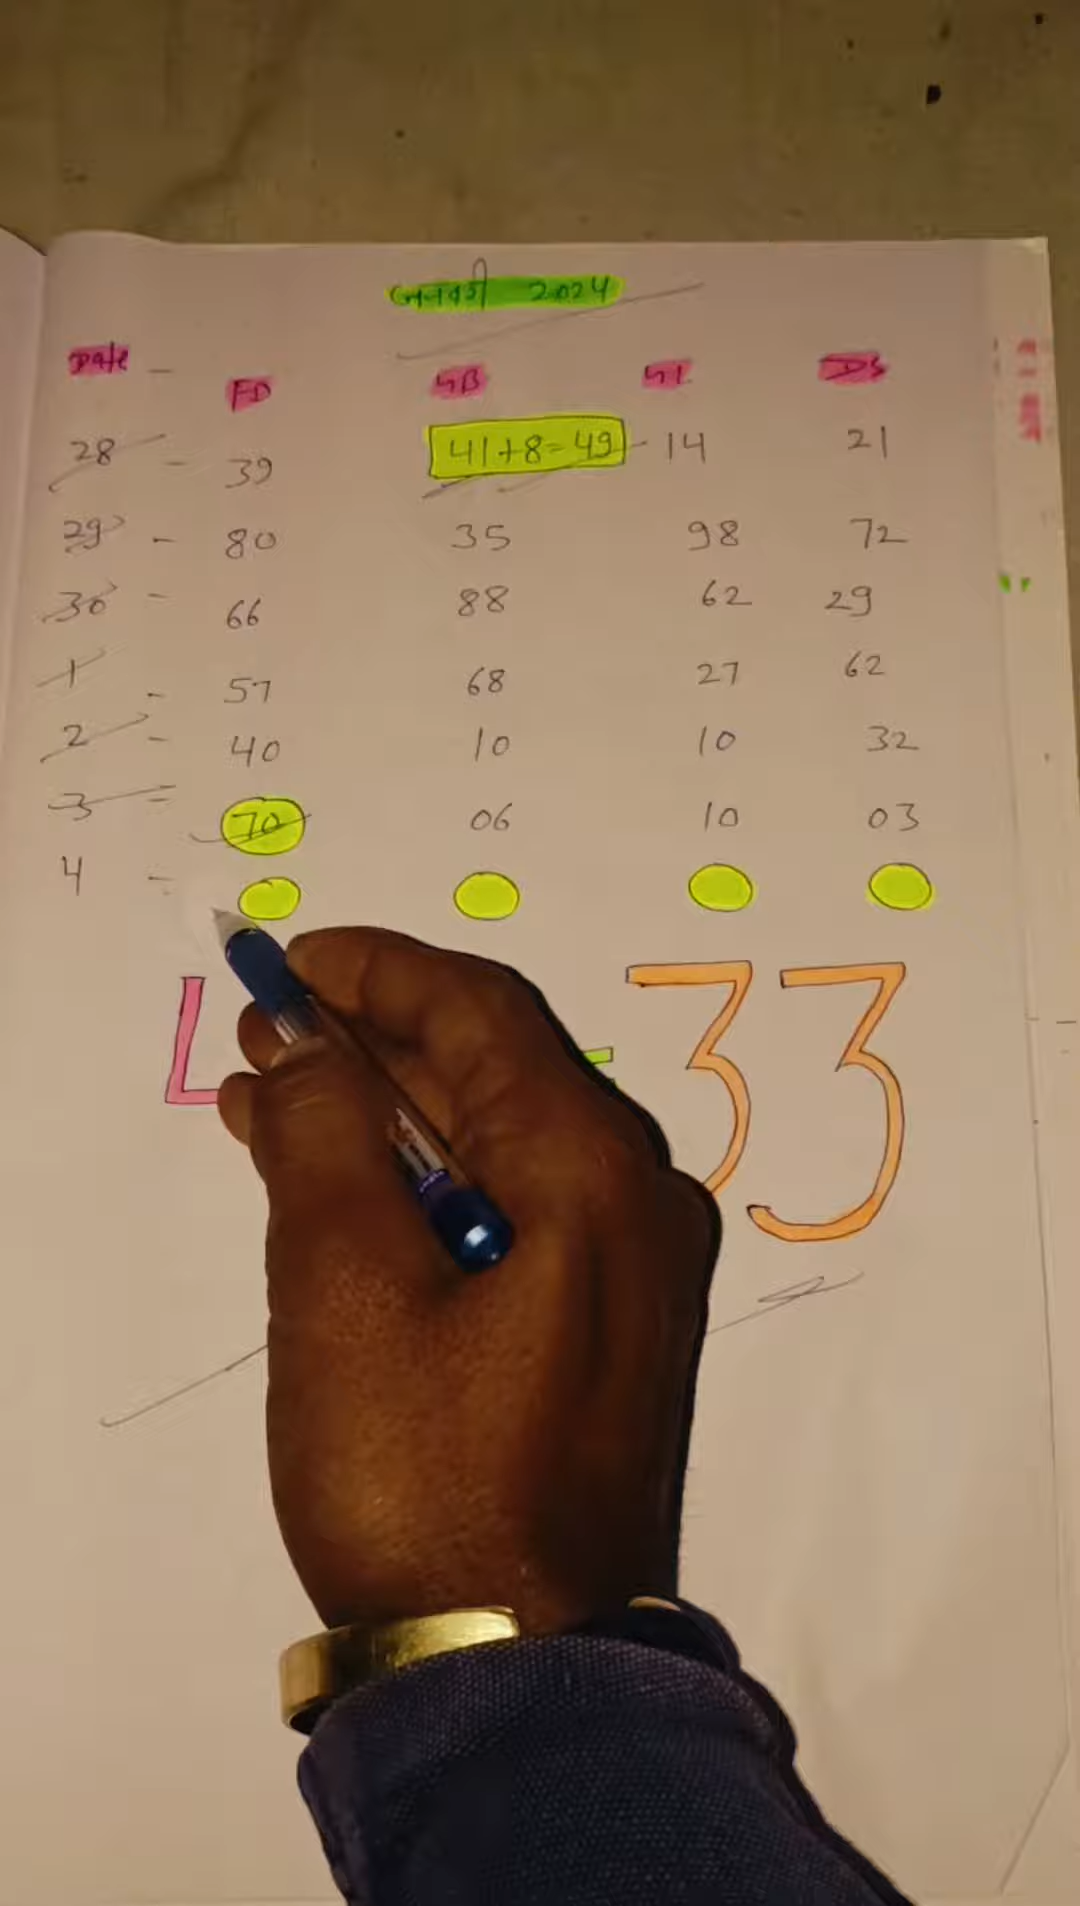 जनवरी 2024
Date - FD GB GL DS
28 - 39 41+8=49 - 14 21
29 - 80 35 98 72
30 - 66 88 62 29
1 - 57 68 27 62
2 - 40 10 10 32
3 = 70 06 10 03
4 =
33